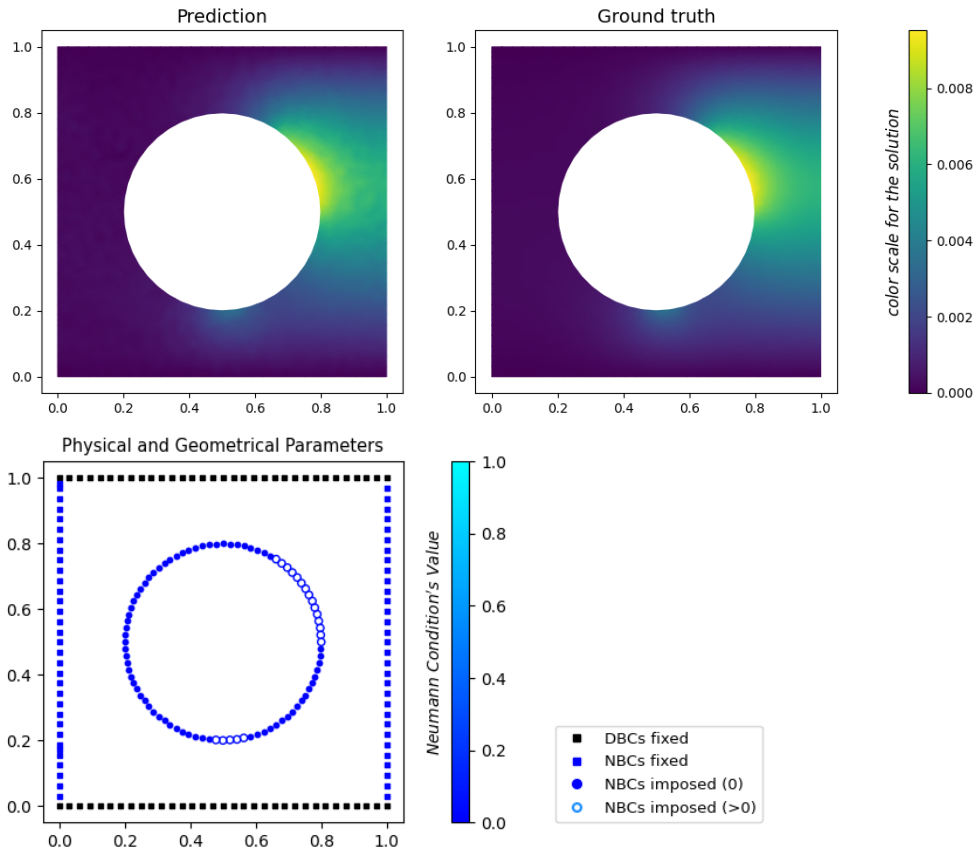 Prediction
Ground truth
1.0
0.8
0.6
0.4
0.2
0.0
0.0 0.2 0.4 0.6 0.8 1.0
1.0
0.8
0.6
0.4
0.2
0.0
0.0 0.2 0.4 0.6 0.8 1.0
color scale for the solution
0.008
0.006
0.004
0.002
0.000
Physical and Geometrical Parameters
1.0
0.8
0.6
0.4
0.2
0.0
0.0 0.2 0.4 0.6 0.8 1.0
Neumann Condition's Value
1.0
0.8
0.6
0.4
0.2
0.0
DBCs fixed
NBCs fixed
NBCs imposed (0)
NBCs imposed (>0)